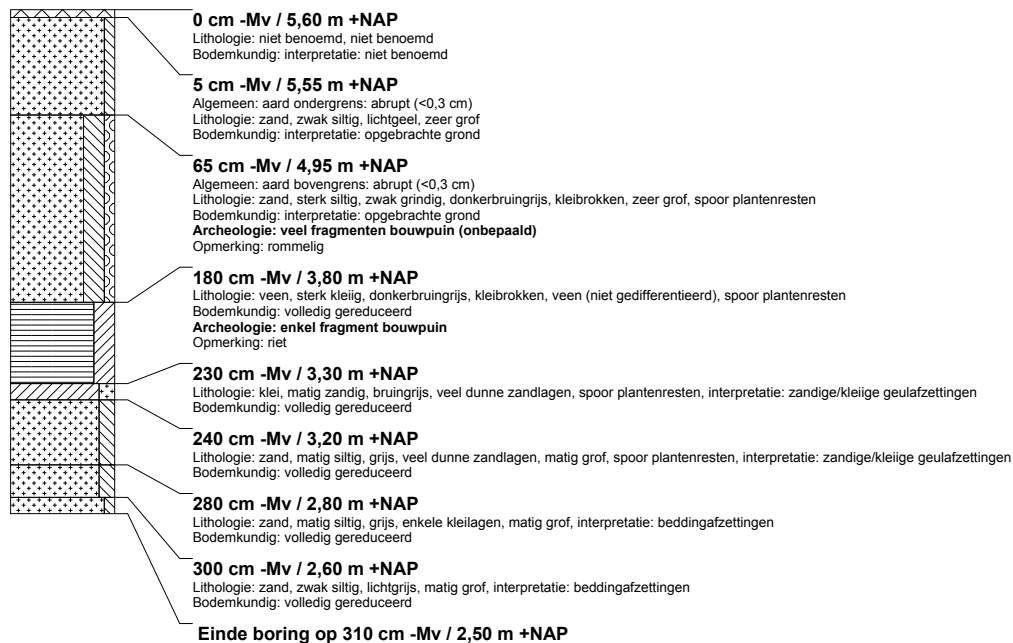 0 cm -Mv / 5,60 m +NAP
Lithologie: niet benoemd, niet benoemd
Bodemkundig: interpretatie: niet benoemd
5 cm -Mv / 5,55 m +NAP
Algemeen: aard ondergrens: abrupt (<0,3 cm)
Lithologie: zand, zwak siltig, lichtgeel, zeer grof
Bodemkundig: interpretatie: opgebrachte grond
65 cm -Mv / 4,95 m +NAP
Algemeen: aard bovengrens: abrupt (<0,3 cm)
Lithologie: zand, sterk siltig, zwak grindig, donkerbruingrijs, kleibrokken, zeer grof, spoor plantenresten
Bodemkundig: interpretatie: opgebrachte grond
Archeologie: veel fragmenten bouwpuin (onbepaald)
Opmerking: rommelig
180 cm -Mv / 3,80 m +NAP
Lithologie: veen, sterk kleiig, donkerbruingrijs, kleibrokken, veen (niet gedifferentieerd), spoor plantenresten
Bodemkundig: volledig gereduceerd
Archeologie: enkel fragment bouwpuin
Opmerking: riet
230 cm -Mv / 3,30 m +NAP
Lithologie: klei, matig zandig, bruingrijs, veel dunne zandlagen, spoor plantenresten, interpretatie: zandige/kleiige geulafzettingen
Bodemkundig: volledig gereduceerd
240 cm -Mv / 3,20 m +NAP
Lithologie: zand, matig siltig, grijs, veel dunne zandlagen, matig grof, spoor plantenresten, interpretatie: zandige/kleiige geulafzettingen
Bodemkundig: volledig gereduceerd
280 cm -Mv / 2,80 m +NAP
Lithologie: zand, matig siltig, grijs, enkele kleilagen, matig grof, interpretatie: beddingafzettingen
Bodemkundig: volledig gereduceerd
300 cm -Mv / 2,60 m +NAP
Lithologie: zand, zwak siltig, lichtgrijs, matig grof, interpretatie: beddingafzettingen
Bodemkundig: volledig gereduceerd
Einde boring op 310 cm -Mv / 2,50 m +NAP